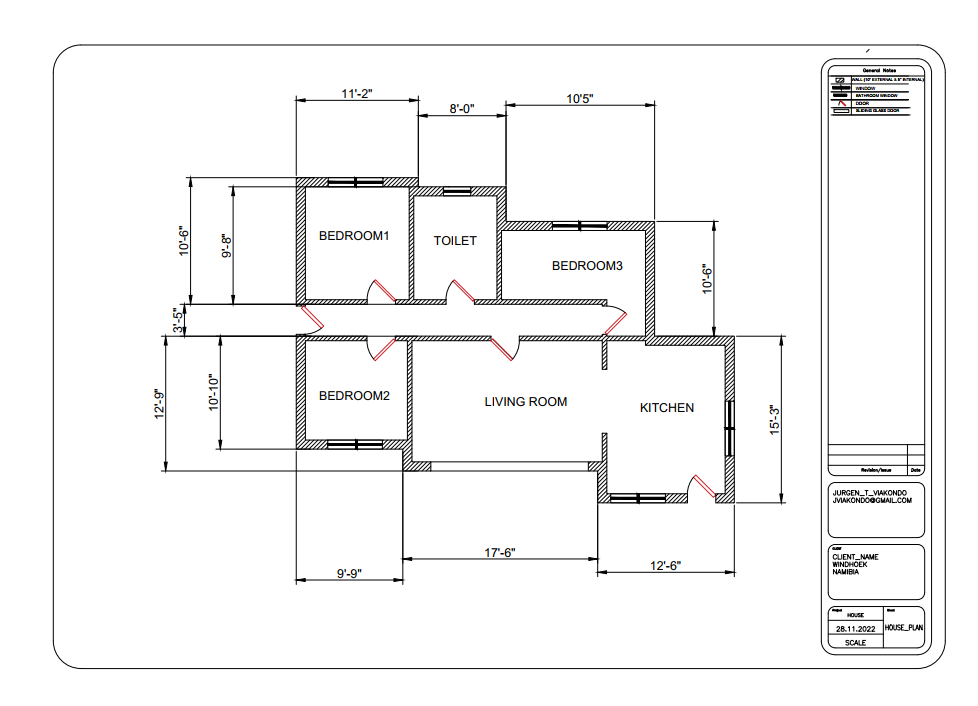 General Notes
WALL (10" EXTERNAL & 5" INTERNAL)
WINDOW
BATHROOM WINDOW
DOOR
SLIDING GLASS DOOR
11'-2"
8'-0"
10'5"
BEDROOM1
TOILET
BEDROOM3
10'-6"
9'-8"
10'-6"
3'-5"
BEDROOM2
LIVING ROOM
KITCHEN
12'-9"
10'-10"
15'-3"
17'-6"
12'-6"
9'-9"
Revision/Issue Date
JURGEN_T_VIAKONDO
JVIAKONDO@GMAIL.COM
CLIENT
CLIENT_NAME
WINDHOEK
NAMIBIA
Project
HOUSE
28.11.2022
SCALE
Sheet
HOUSE_PLAN